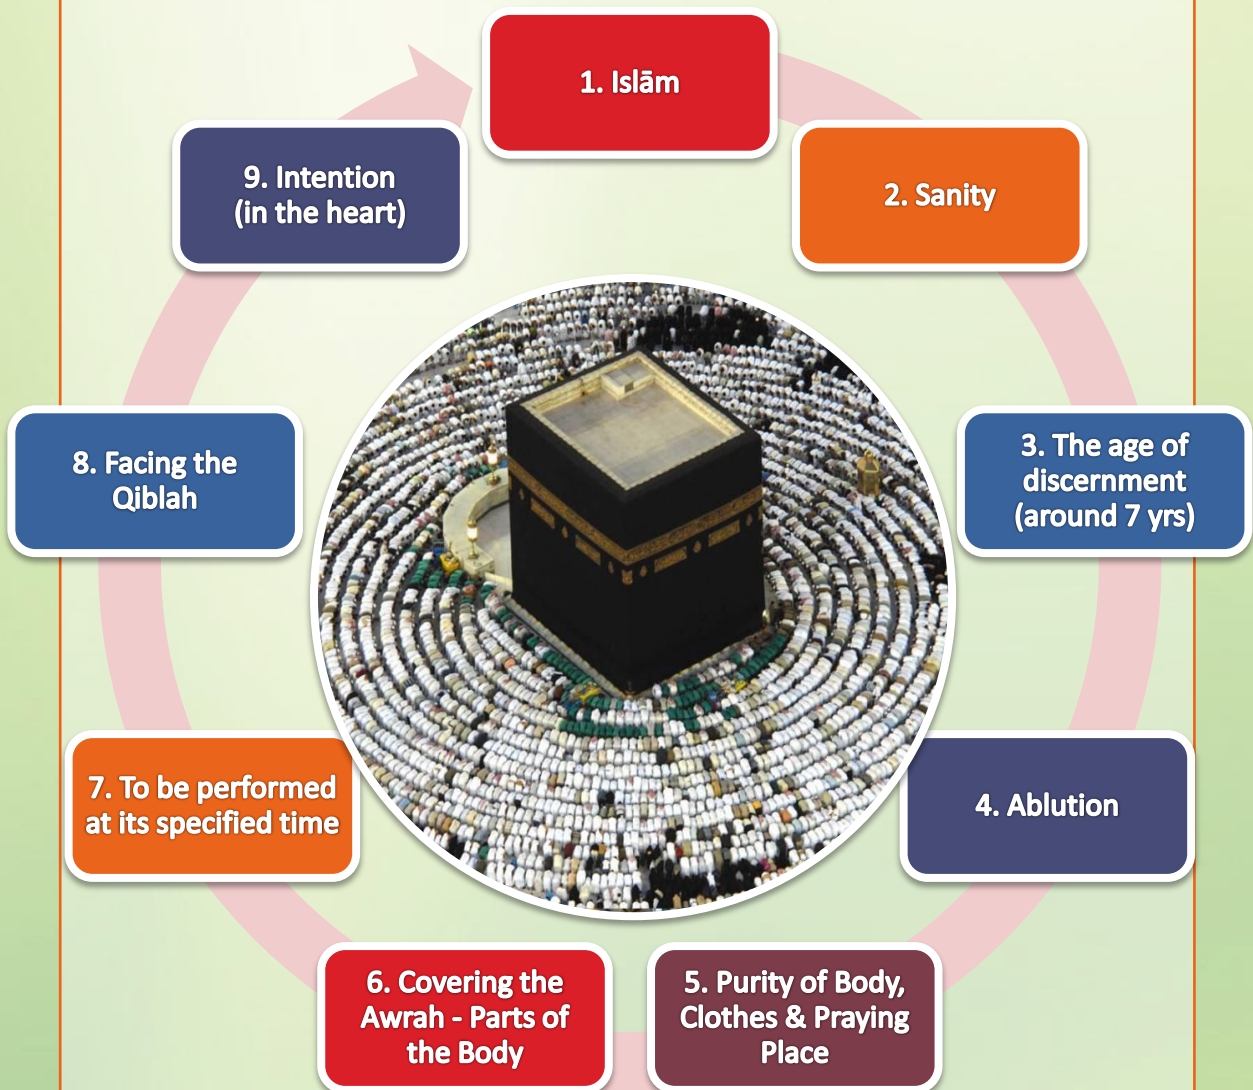 1. Islām
2. Sanity
3. The age of
discernment
(around 7 yrs)
4. Ablution
5. Purity of Body,
Clothes & Praying
Place
6. Covering the
Awrah - Parts of
the Body
7. To be performed
at its specified time
8. Facing the
Qiblah
9. Intention
(in the heart)